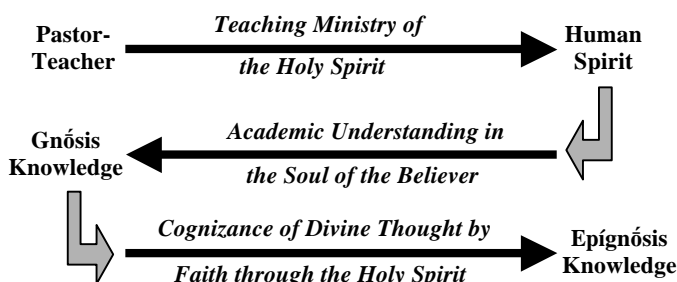 Pastor-
Teacher
Teaching Ministry of
the Holy Spirit
Human
Spirit
Gnṓsis
Knowledge
Academic Understanding in
the Soul of the Believer
Cognizance of Divine Thought by
Faith through the Holy Spirit
Epígnṓsis
Knowledge